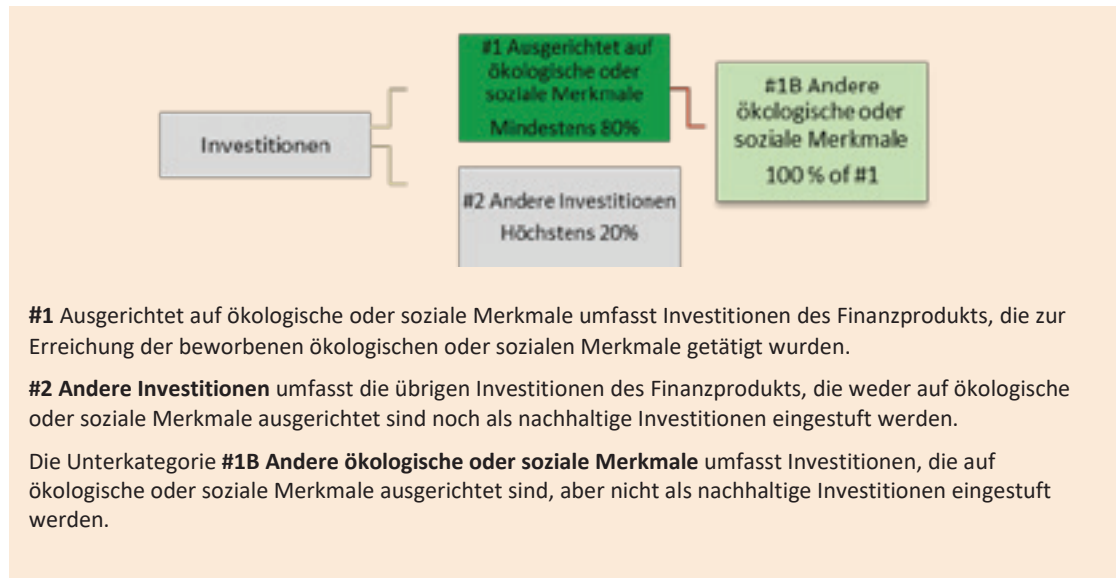 #1 Ausgerichtet auf
ökologische oder
soziale Merkmale
Mindestens 80%
#1B Andere
ökologische oder
soziale Merkmale
100 % of #1
Investitionen
#2 Andere Investitionen
Höchstens 20%
#1 Ausgerichtet auf ökologische oder soziale Merkmale umfasst Investitionen des Finanzprodukts, die zur
Erreichung der beworbenen ökologischen oder sozialen Merkmale getätigt wurden.
#2 Andere Investitionen umfasst die übrigen Investitionen des Finanzprodukts, die weder auf ökologische
oder soziale Merkmale ausgerichtet sind noch als nachhaltige Investitionen eingestuft werden.
Die Unterkategorie #1B Andere ökologische oder soziale Merkmale umfasst Investitionen, die auf
ökologische oder soziale Merkmale ausgerichtet sind, aber nicht als nachhaltige Investitionen eingestuft
werden.